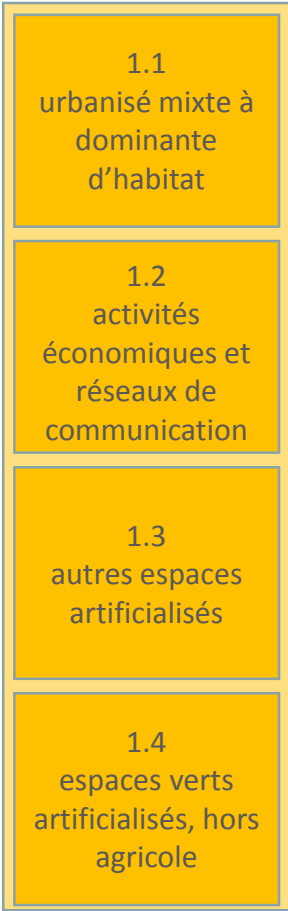 1.1
urbanisé mixte à
dominante
d’habitat
1.2
activités
économiques et
réseaux de
communication
1.3
autres espaces
artificialisés
1.4
espaces verts
artificialisés, hors
agricole